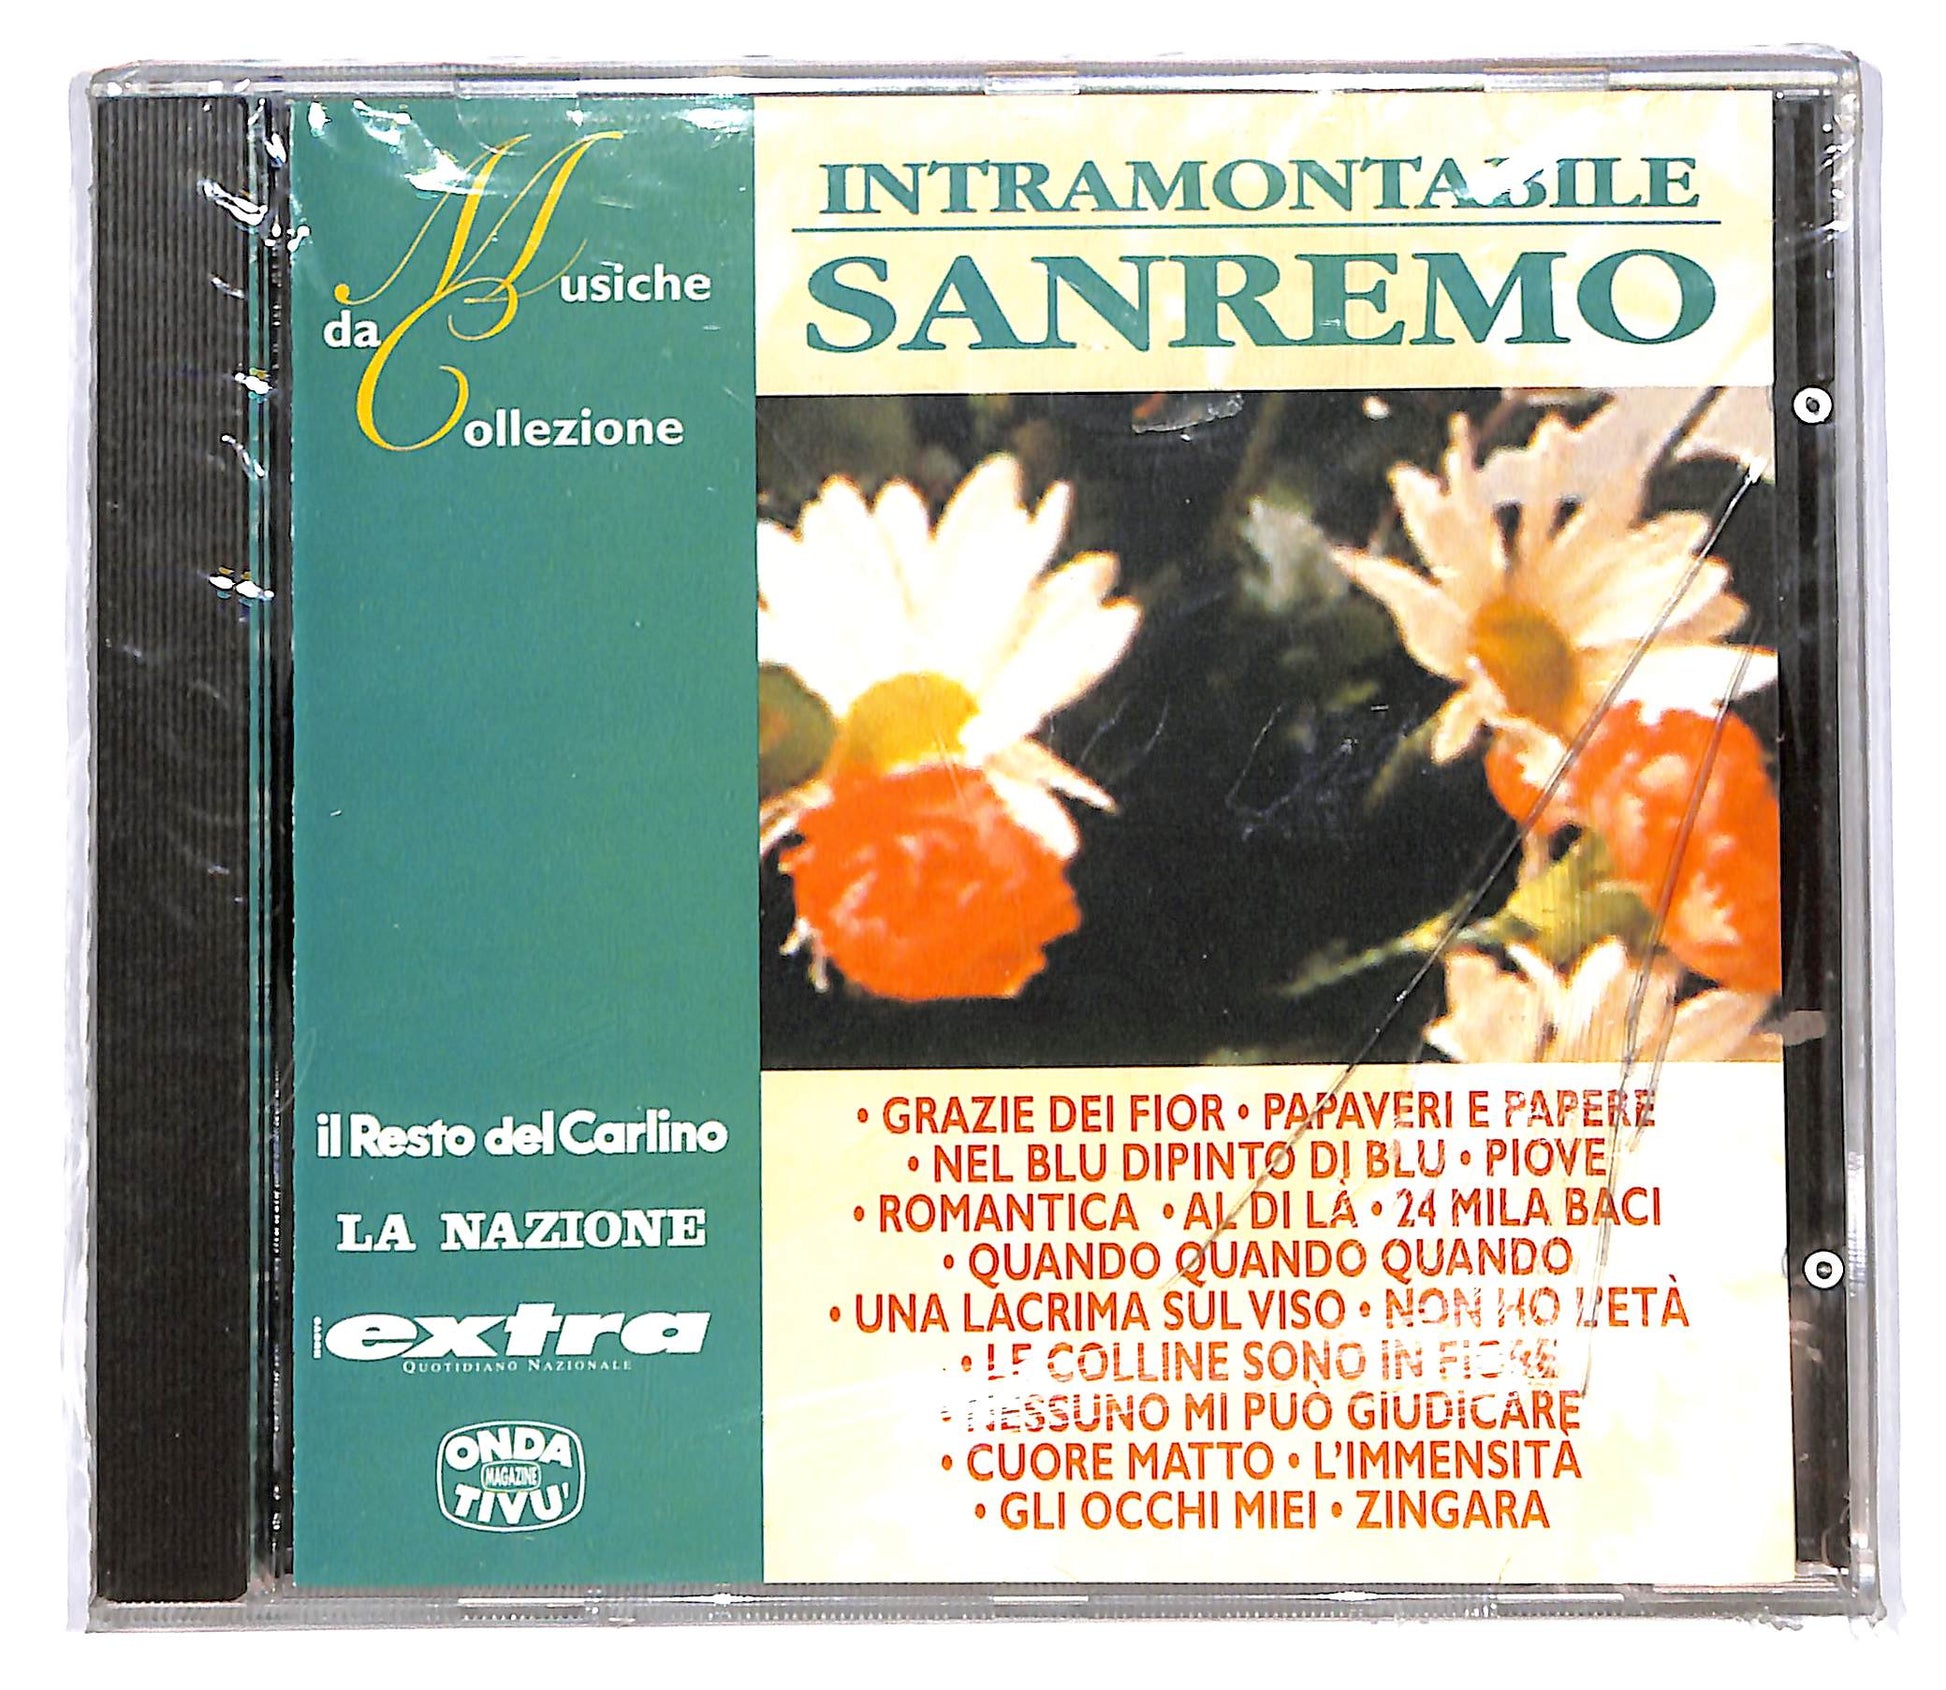 Musiche
da
Collezione
INTRAMONTABILE
SANREMO
• GRAZIE DEI FIOR • PAPAVERI E PAPERE
• NEL BLU DIPINTO DI BLU • PIOVE
• ROMANTICA • AL DI LÀ • 24 MILA BACI
• QUANDO QUANDO QUANDO
• UNA LACRIMA SUL VISO • NON HO L'ETÀ
• LE COLLINE SONO IN FIORE
• NESSUNO MI PUÒ GIUDICARE
• CUORE MATTO • L'IMMENSITÀ
• GLI OCCHI MIEI • ZINGARA
il Resto del Carlino
LA NAZIONE
extra
QUOTIDIANO NAZIONALE
ONDA
MAGAZINE
TIVU'